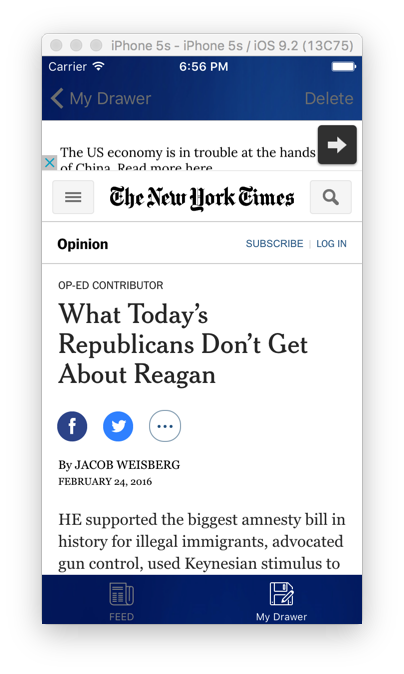 iPhone 5s - iPhone 5s / iOS 9.2 (13C75)
Carrier 6:56 PM
My Drawer Delete
The US economy is in trouble at the hands
of China. Read more here
The New York Times
Opinion SUBSCRIBE | LOG IN
OP-ED CONTRIBUTOR
What Today's
Republicans Don't Get
About Reagan
By JACOB WEISBERG
FEBRUARY 24, 2016
HE supported the biggest amnesty bill in
history for illegal immigrants, advocated
gun control, used Keynesian stimulus to
FEED My Drawer